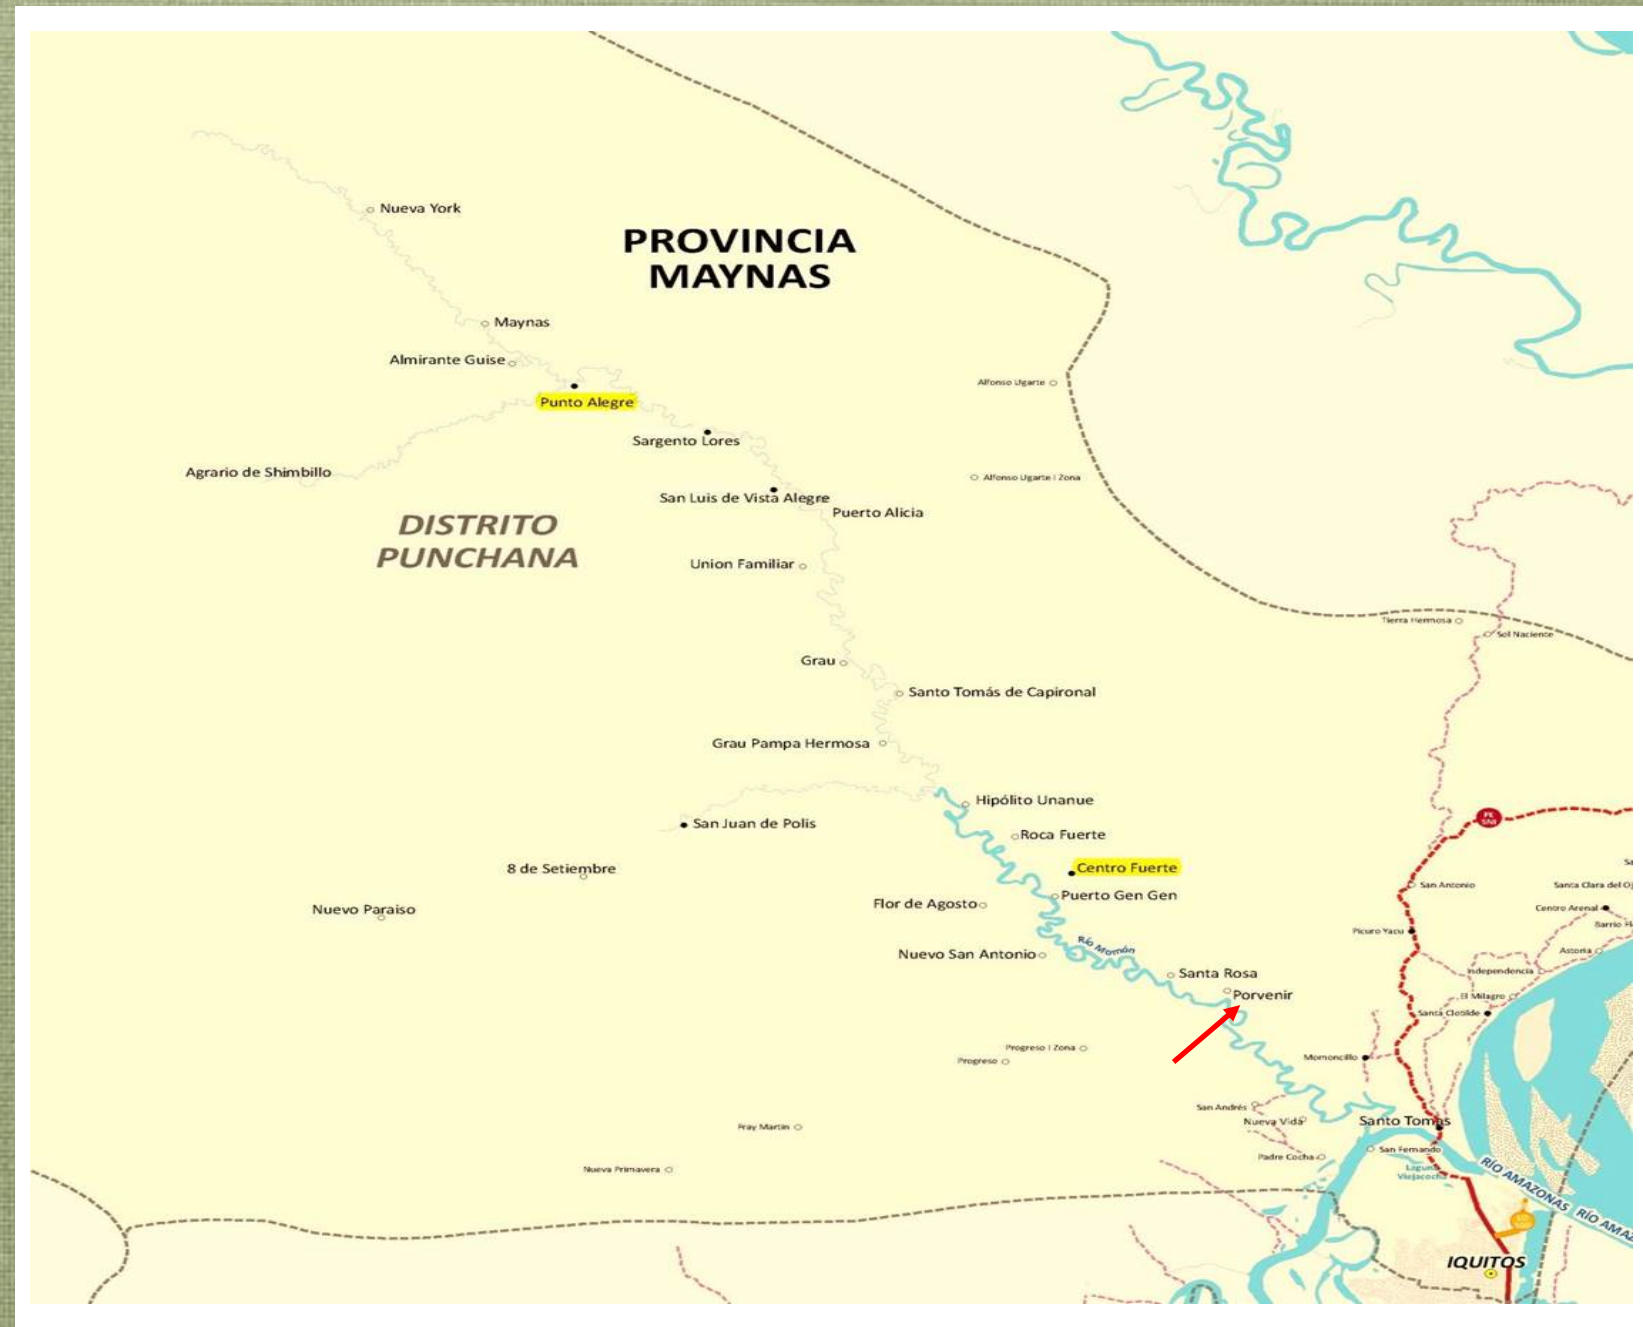 Nueva York
PROVINCIA
MAYNAS
Maynas
Almirante Guise
Alfonso Ugarte
Punto Alegre
Sargento Lores
Agrario de Shimbillo
Alfonso Ugarte I Zona
San Luis de Vista Alegre
Puerto Alicia
DISTRITO
PUNCHANA
Union Familiar
Tierra Hermosa
Sol Naciente
Grau
Santo Tomás de Capironal
Grau Pampa Hermosa
Hipólito Unanue
San Juan de Polis
Roca Fuerte
PE
5NI
8 de Setiembre
Centro Fuerte
San Antonio
Santa Clara del Oj
Puerto Gen Gen
Flor de Agosto
Nuevo Paraiso
Centro Arenal
Picuro Yacu
Río Momón
Nuevo San Antonio
Astoria
Santa Rosa
Independencia
Porvenir
El Milagro
Santa Clotilde
Progreso I Zona
Progreso
Momoncillo
San Andrés
Nueva Vida
Santo Tomás
Fray Martin
San Fernando
Padre Cocha
Laguna
Viejacocha
Nueva Primavera
RÍO AMAZONAS
RÍO AMAZ
IQUITOS